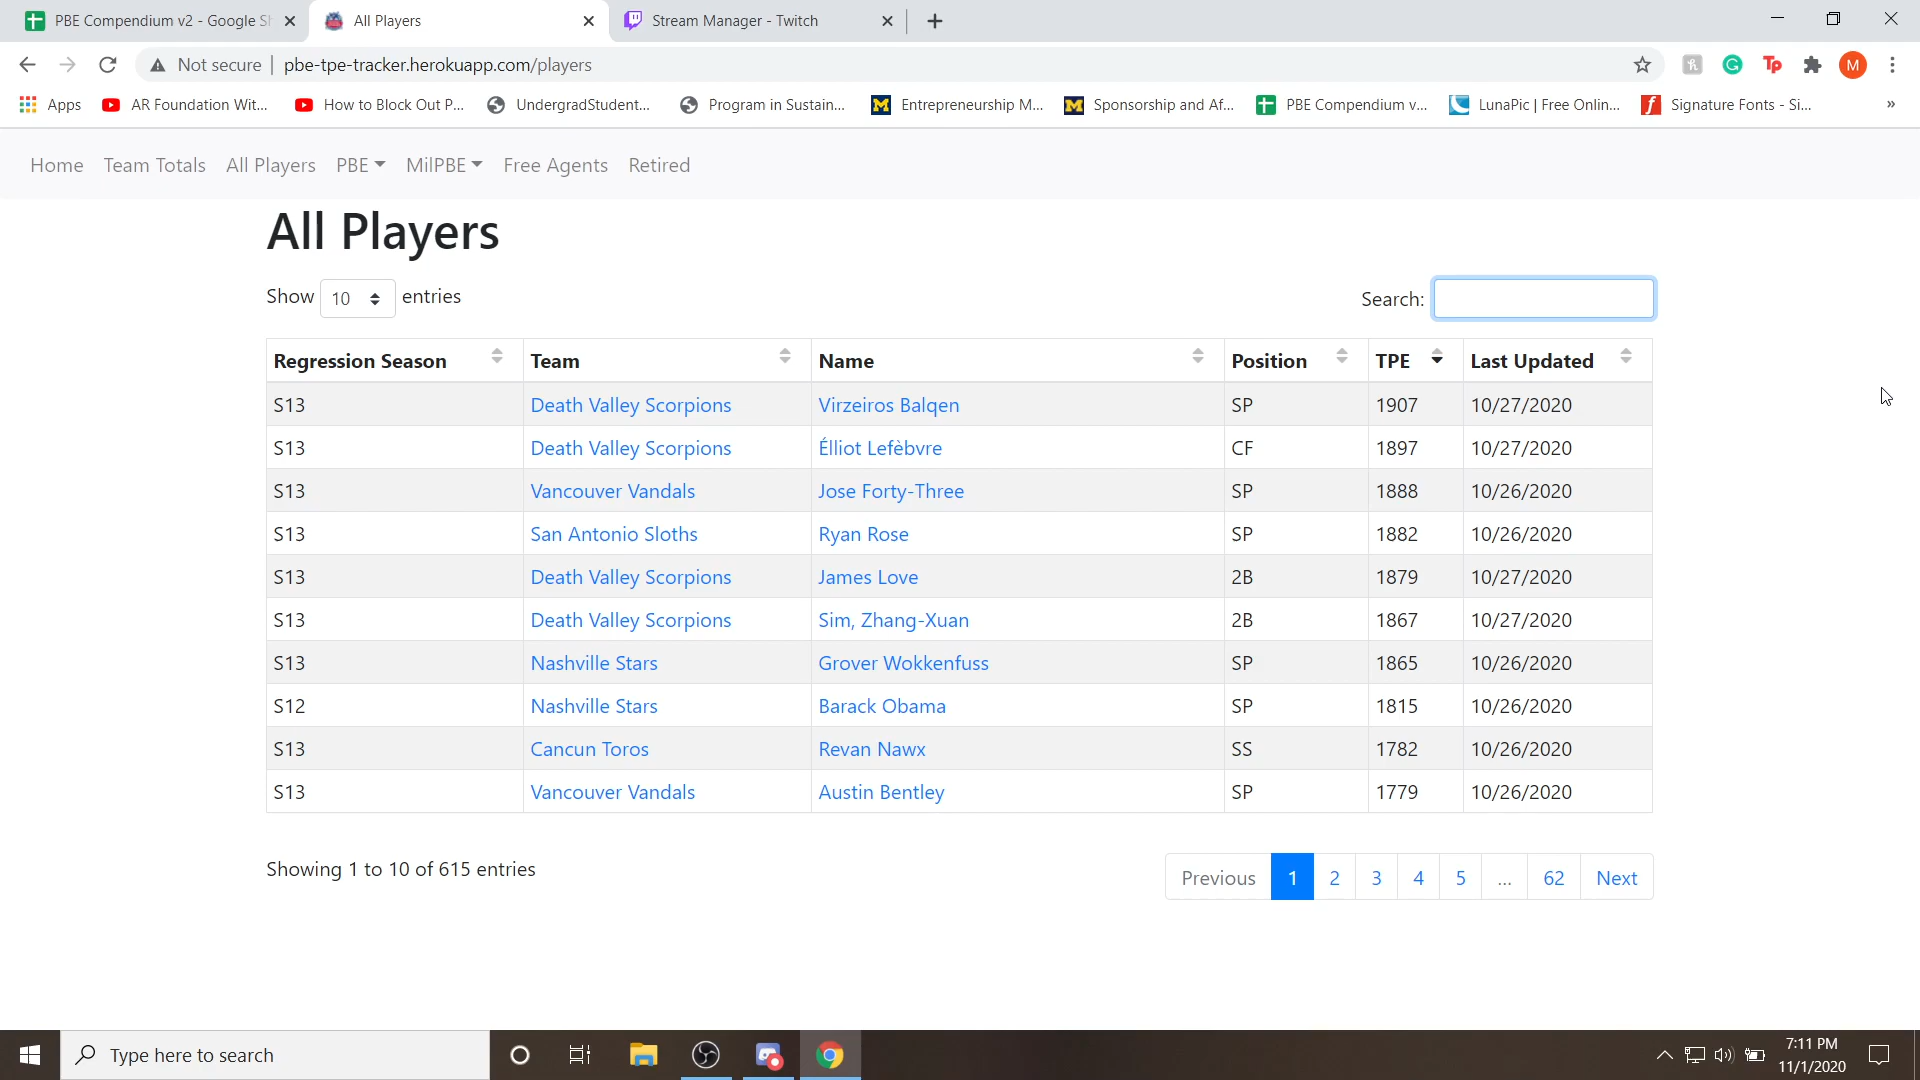 PBE Compendium v2 - Google Sh
All Players
Stream Manager - Twitch
Not secure | pbe-tpe-tracker.herokuapp.com/players
M
Apps
AR Foundation Wit...
How to Block Out P...
UndergradStudent...
Program in Sustain...
Entrepreneurship M...
Sponsorship and Af...
PBE Compendium v...
LunaPic | Free Onlin...
Signature Fonts - Si...
»
Home Team Totals All Players PBE MilPBE Free Agents Retired
All Players
Show 10 entries
Search:
Regression Season Team Name Position TPE Last Updated
S13 Death Valley Scorpions Virzeiros Balqen SP 1907 10/27/2020
S13 Death Valley Scorpions Élliot Lefèbvre CF 1897 10/27/2020
S13 Vancouver Vandals Jose Forty-Three SP 1888 10/26/2020
S13 San Antonio Sloths Ryan Rose SP 1882 10/26/2020
S13 Death Valley Scorpions James Love 2B 1879 10/27/2020
S13 Death Valley Scorpions Sim, Zhang-Xuan 2B 1867 10/27/2020
S13 Nashville Stars Grover Wokkenfuss SP 1865 10/26/2020
S12 Nashville Stars Barack Obama SP 1815 10/26/2020
S13 Cancun Toros Revan Nawx SS 1782 10/26/2020
S13 Vancouver Vandals Austin Bentley SP 1779 10/26/2020
Showing 1 to 10 of 615 entries
Previous 1 2 3 4 5 ... 62 Next
Type here to search
7:11 PM
11/1/2020